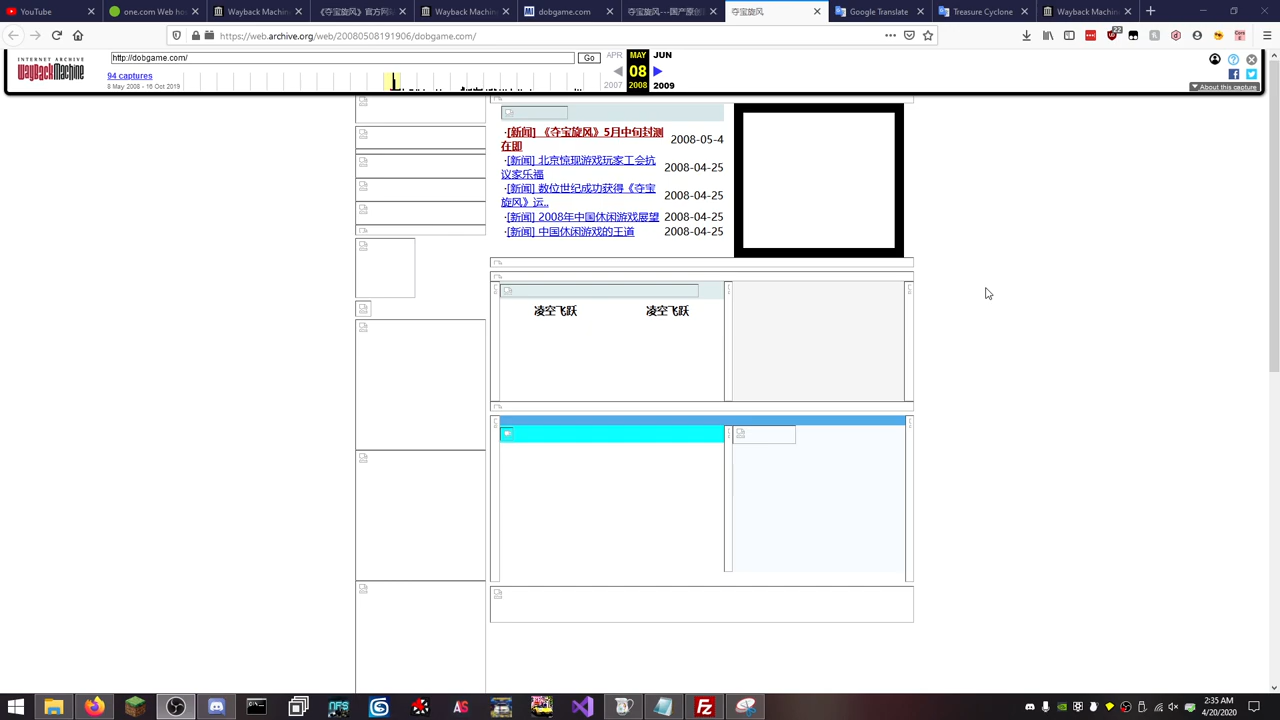 YouTube
one.com Web ho
Wayback Machin
《夺宝旋风》官方网
Wayback Machin
dobgame.com
夺宝旋风---国产原创
夺宝旋风
Google Translate
Treasure Cyclone
Wayback Machin
https://web.archive.org/web/20080508191906/dobgame.com/
22
INTERNET ARCHIVE
WayBackMachine
http://dobgame.com/
Go
APR
MAY
JUN
94 captures
08
8 May 2008 - 16 Oct 2019
2007
2008
2009
About this capture
·[新闻] 《夺宝旋风》5月中旬封测
在即
2008-05-4
·[新闻] 北京惊现游戏玩家工会抗
议家乐福
2008-04-25
·[新闻] 数位世纪成功获得《夺宝
旋风》运..
2008-04-25
·[新闻] 2008年中国休闲游戏展望
2008-04-25
·[新闻] 中国休闲游戏的王道
2008-04-25
凌空飞跃
凌空飞跃
2:35 AM
4/20/2020